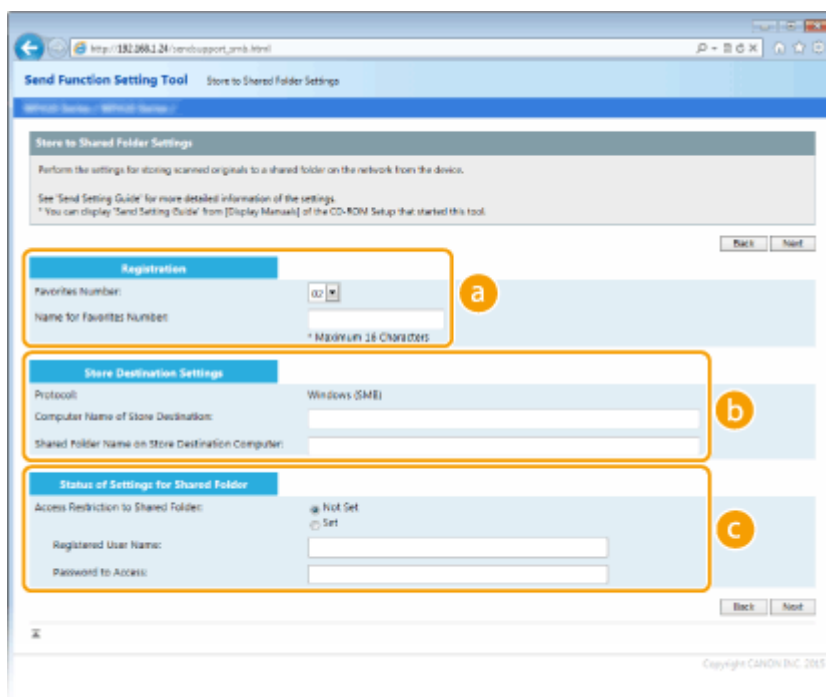 http://192.168.1.24/sendsupport_smb.html
Send Function Setting Tool Store to Shared Folder Settings
Store to Shared Folder Settings
Perform the settings for storing scanned originals to a shared folder on the network from the device.
See 'Send Setting Guide' for more detailed information of the settings.
* You can display 'Send Setting Guide' from [Display Manuals] of the CD-ROM Setup that started this tool.
Back Next
Registration
Favorites Number:
02
a
Name for Favorites Number:
* Maximum 16 Characters
Store Destination Settings
Protocol:
Windows (SMB)
Computer Name of Store Destination:
b
Shared Folder Name on Store Destination Computer:
Status of Settings for Shared Folder
Access Restriction to Shared Folder:
Not Set
Set
c
Registered User Name:
Password to Access:
Back Next
Copyright CANON INC. 2015